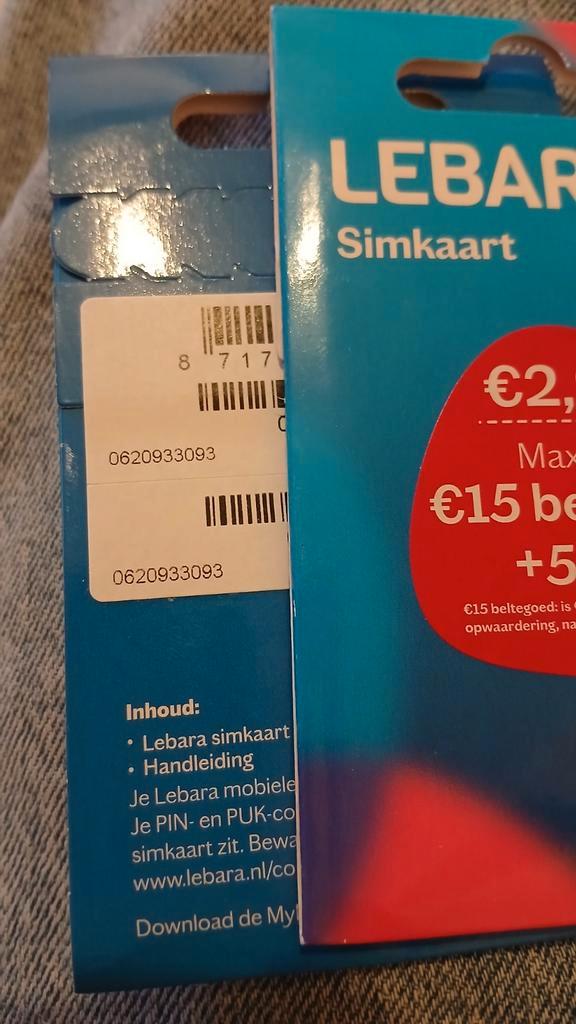 LEBAR
Simkaart
€2,
Max
€15 be
+5
€15 beltegoed: is
opwaardering, na
8 717
0620933093
0620933093
Inhoud:
• Lebara simkaart
• Handleiding
Je Lebara mobiele
Je PIN- en PUK-co
simkaart zit. Bewa
www.lebara.nl/co
Download de My